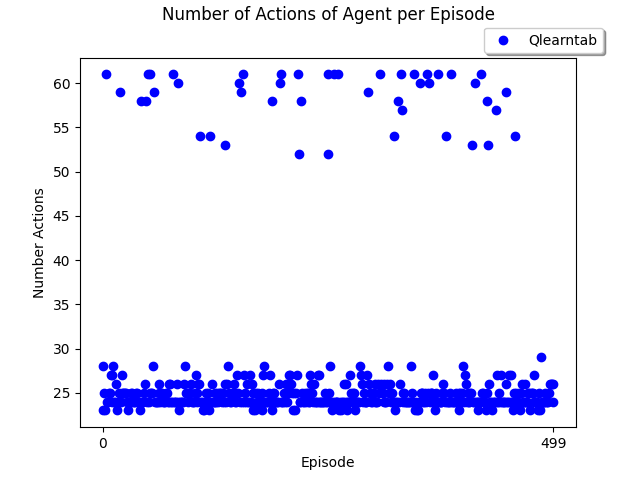 Number of Actions of Agent per Episode
Qlearntab
60
55
50
45
40
35
30
25
Number Actions
0
499
Episode